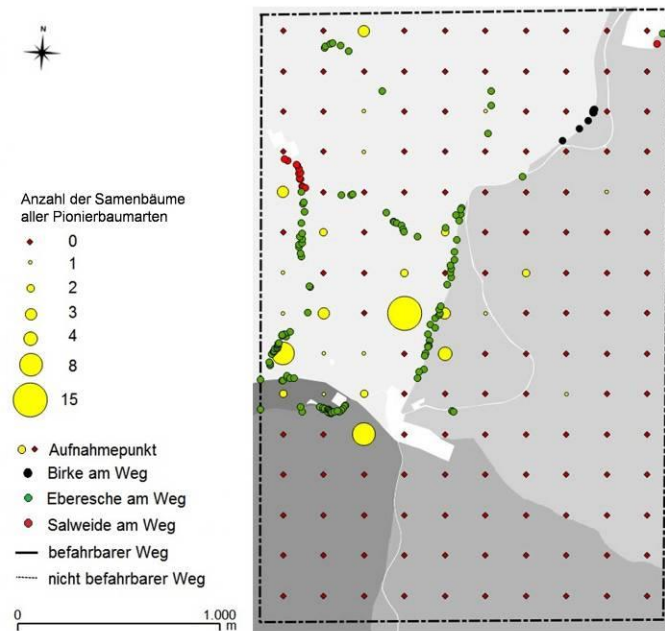 N
Anzahl der Samenbäume
aller Pionierbaumarten
0
1
2
3
4
8
15
Aufnahmepunkt
Birke am Weg
Eberesche am Weg
Salweide am Weg
befahrbarer Weg
nicht befahrbarer Weg
0 1.000
m